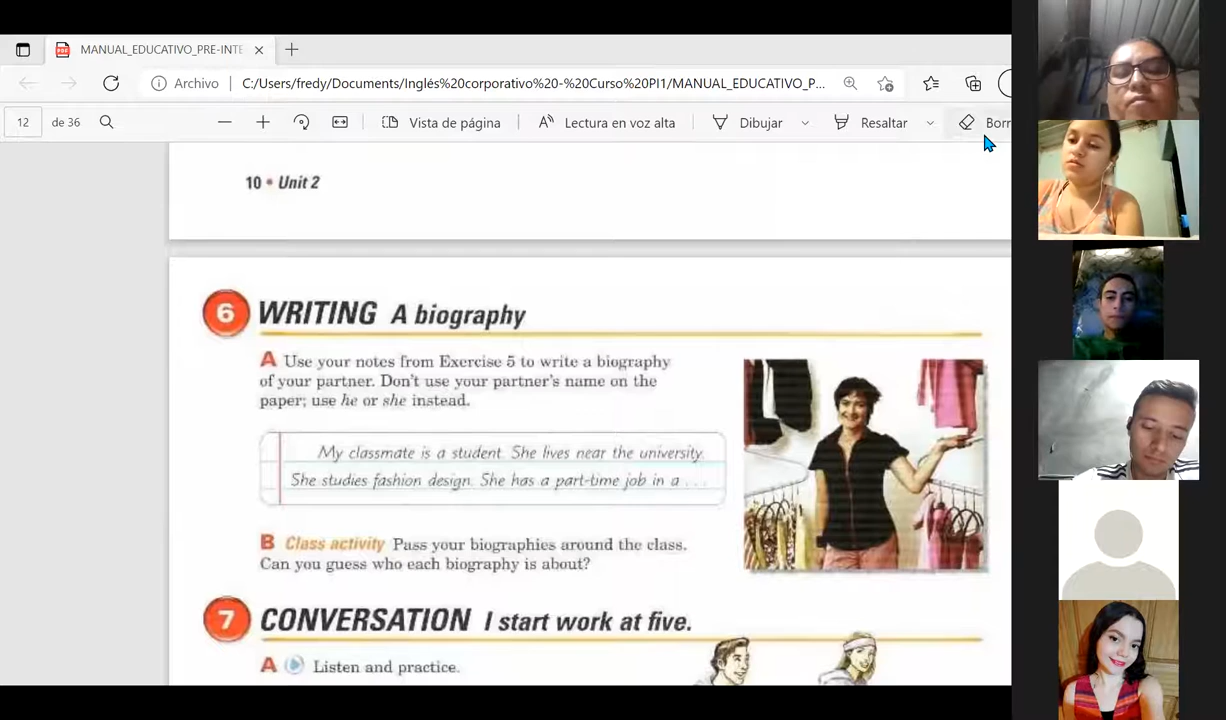 MANUAL_EDUCATIVO_PRE-INTE
Archivo
C:/Users/fredy/Documents/Inglés%20corporativo%20-%20Curso%20PI1/MANUAL_EDUCATIVO_P...
12 de 36
Vista de página
Lectura en voz alta
Dibujar
Resaltar
Borr
10 • Unit 2
6 WRITING A biography
A Use your notes from Exercise 5 to write a biography
of your partner. Don't use your partner's name on the
paper; use he or she instead.
My classmate is a student. She lives near the university.
She studies fashion design. She has a part-time job in a . . .
B Class activity Pass your biographies around the class.
Can you guess who each biography is about?
7 CONVERSATION I start work at five.
A Listen and practice.